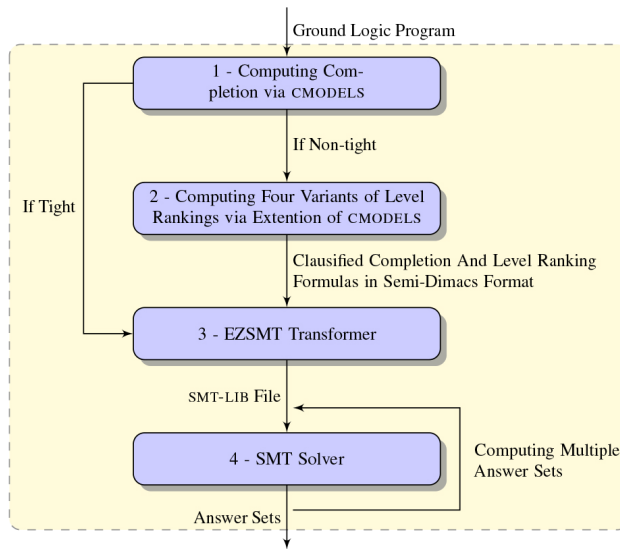 Ground Logic Program
1 - Computing Com-
pletion via CMODELS
If Non-tight
2 - Computing Four Variants of Level
Rankings via Extention of CMODELS
If Tight
Clausified Completion And Level Ranking
Formulas in Semi-Dimacs Format
3 - EZSMT Transformer
SMT-LIB File
4 - SMT Solver
Computing Multiple
Answer Sets
Answer Sets